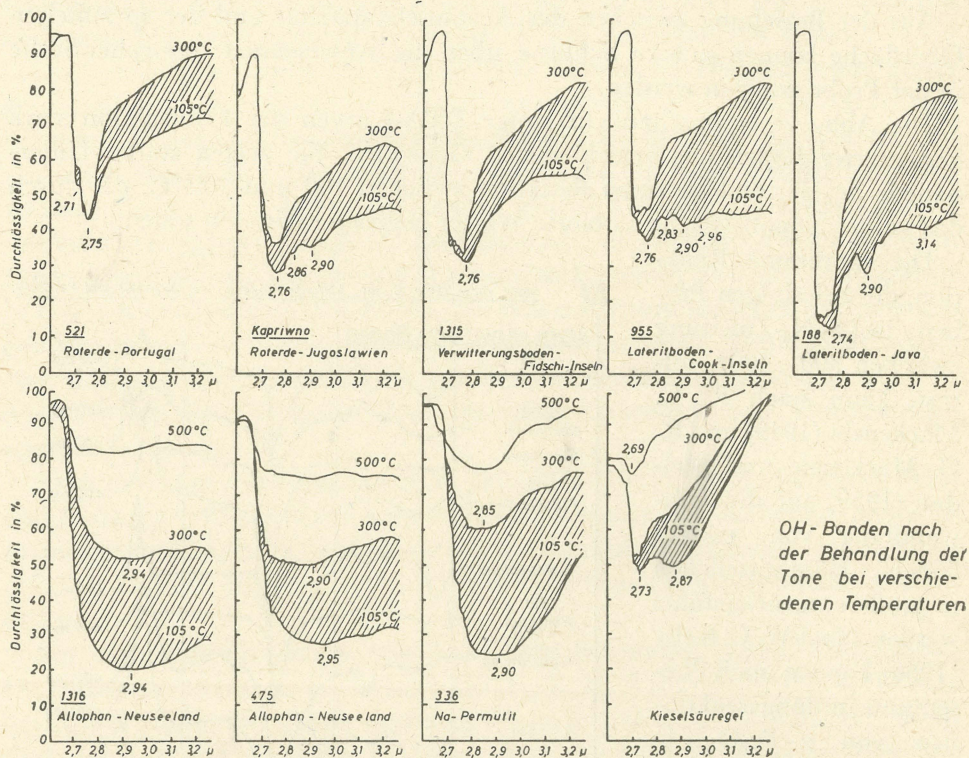 Durchlässigkeit in %
100
90
80
70
60
50
40
30
20
10
0
300°C
105°C
2,71
2,75
521
Roterde - Portugal
2,7 2,8 2,9 3,0 3,1 3,2 µ
300°C
105°C
2,86
2,90
2,76
Kapriwno
Roterde - Jugoslawien
2,7 2,8 2,9 3,0 3,1 3,2 µ
300°C
105°C
2,76
1315
Verwitterungsboden -
Fidschi-Inseln
2,7 2,8 2,9 3,0 3,1 3,2 µ
300°C
105°C
2,83
2,96
2,90
2,76
955
Lateritboden -
Cook-Inseln
2,7 2,8 2,9 3,0 3,1 3,2 µ
300°C
105°C
3,14
2,90
2,74
188
Lateritboden - Java
2,7 2,8 2,9 3,0 3,1 3,2 µ
Durchlässigkeit in %
100
90
80
70
60
50
40
30
20
10
0
500°C
300°C
2,94
105°C
2,94
1316
Allophan - Neuseeland
2,7 2,8 2,9 3,0 3,1 3,2 µ
500°C
300°C
2,90
105°C
2,95
475
Allophan - Neuseeland
2,7 2,8 2,9 3,0 3,1 3,2 µ
500°C
300°C
2,85
105°C
2,90
336
Na - Permutit
2,7 2,8 2,9 3,0 3,1 3,2 µ
500°C
300°C
2,69
105°C
2,73
2,87
Kieselsäuregel
2,7 2,8 2,9 3,0 3,1 3,2 µ
OH - Banden nach
der Behandlung der
Tone bei verschie-
denen Temperaturen